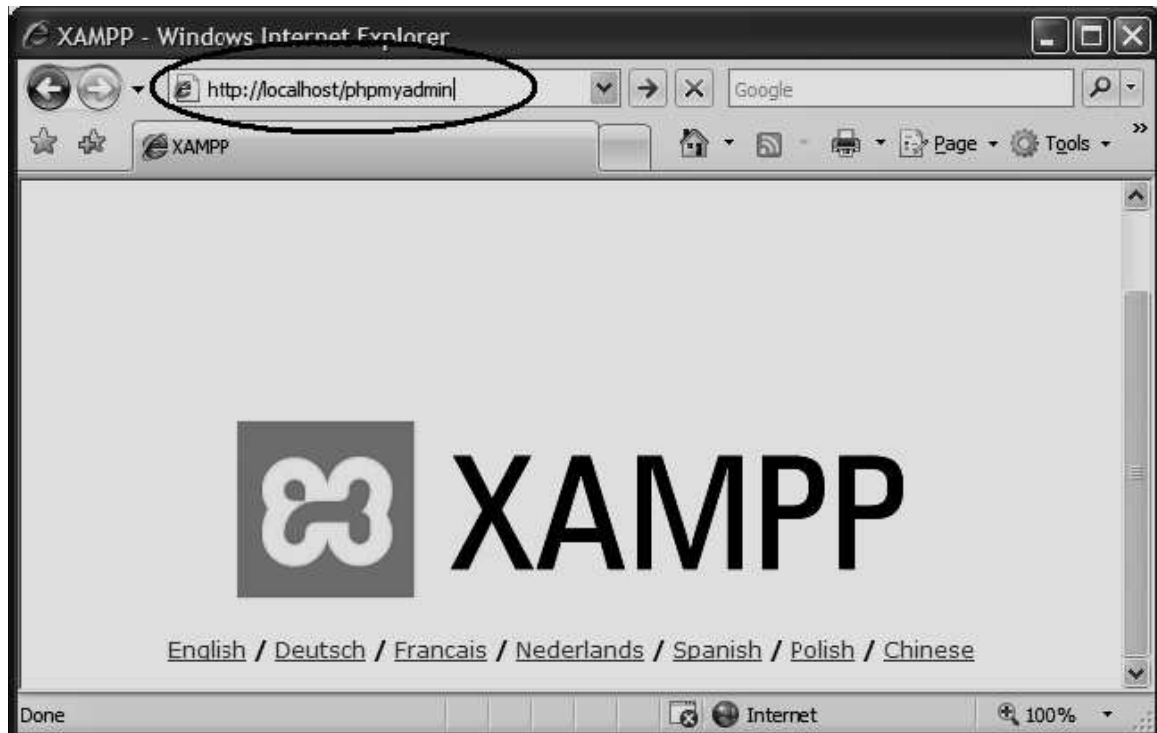 XAMPP - Windows Internet Explorer
http://localhost/phpmyadmin
Google
XAMPP
Page
Tools
»
XAMPP
English / Deutsch / Francais / Nederlands / Spanish / Polish / Chinese
Done
Internet
100%